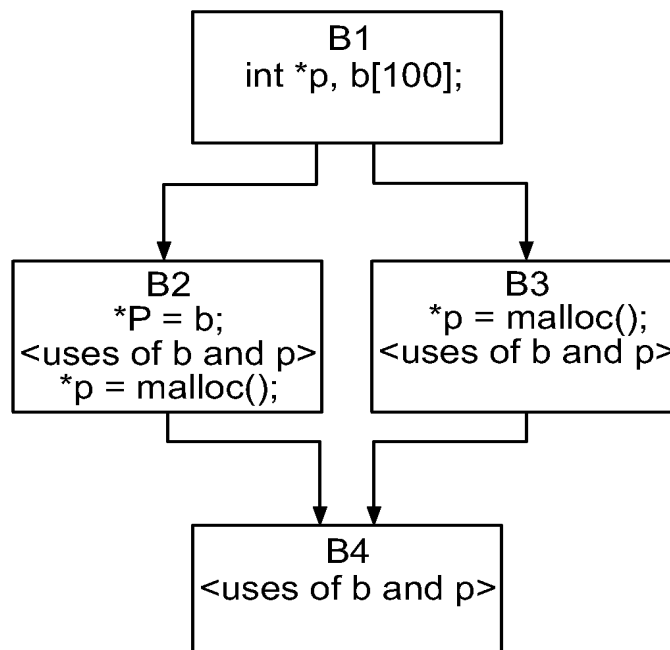 B1
int *p, b[100];
B2
*P = b;
<uses of b and p>
*p = malloc();
B3
*p = malloc();
<uses of b and p>
B4
<uses of b and p>